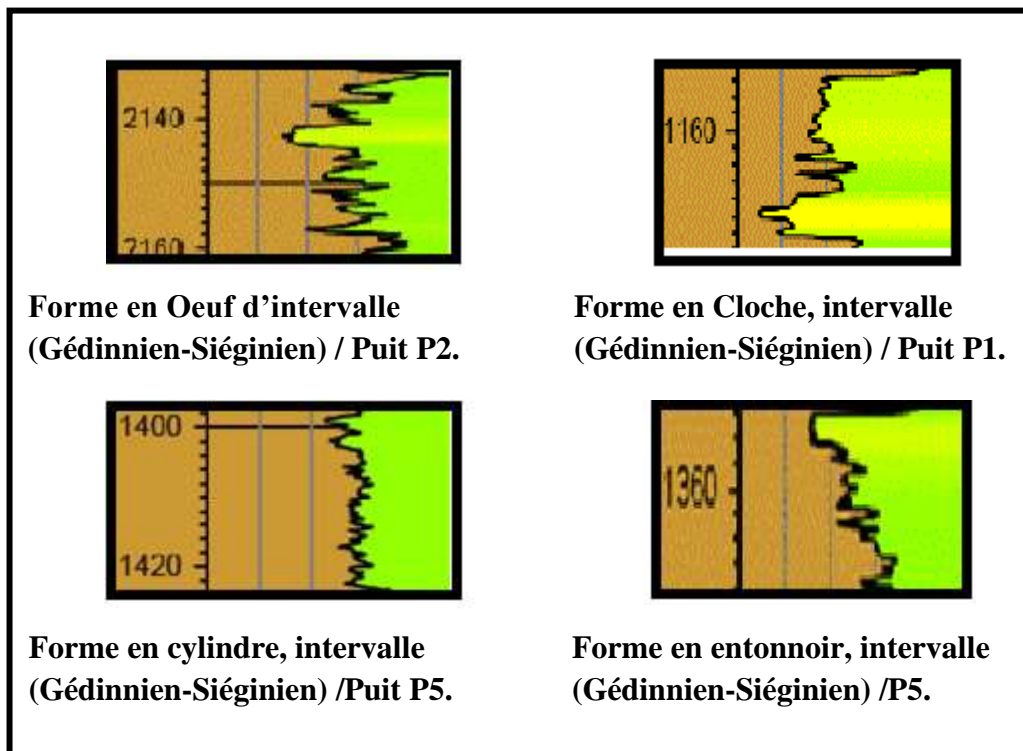 2140
2160
1160
Forme en Oeuf d'intervalle
(Gédinnien-Siéginien) / Puit P2.
Forme en Cloche, intervalle
(Gédinnien-Siéginien) / Puit P1.
1400
1420
1360
Forme en cylindre, intervalle
(Gédinnien-Siéginien) /Puit P5.
Forme en entonnoir, intervalle
(Gédinnien-Siéginien) /P5.